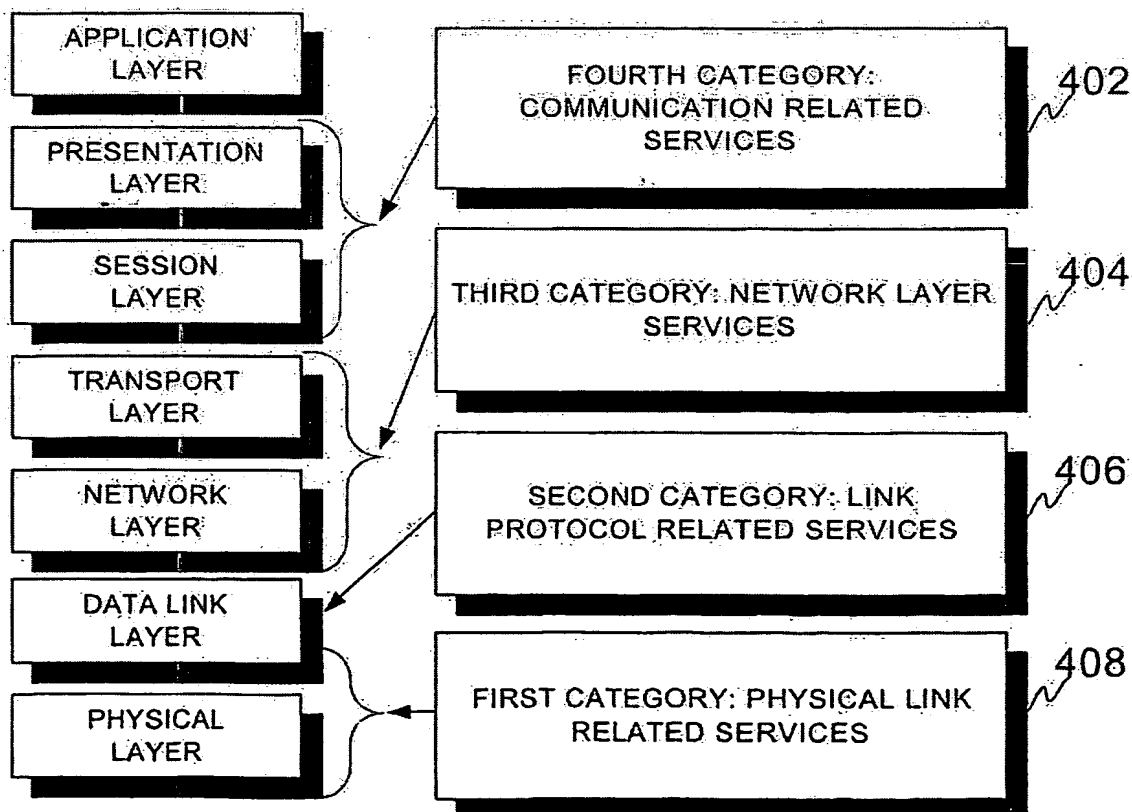 APPLICATION
LAYER
PRESENTATION
LAYER
SESSION
LAYER
TRANSPORT
LAYER
NETWORK
LAYER
DATA LINK
LAYER
PHYSICAL
LAYER
FOURTH CATEGORY:
COMMUNICATION RELATED
SERVICES
402
THIRD CATEGORY: NETWORK LAYER
SERVICES
404
SECOND CATEGORY: LINK
PROTOCOL RELATED SERVICES
406
FIRST CATEGORY: PHYSICAL LINK
RELATED SERVICES
408